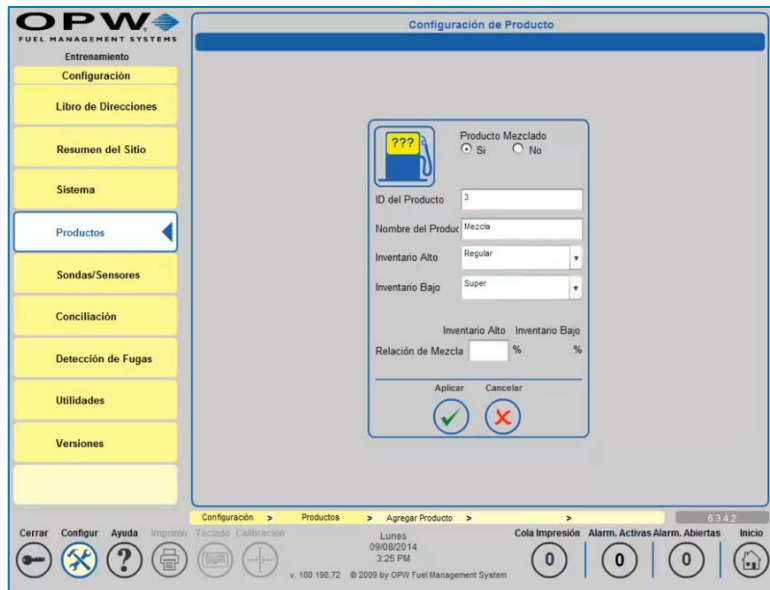 OPW
FUEL MANAGEMENT SYSTEMS
Entrenamiento
Configuración
Libro de Direcciones
Resumen del Sitio
Sistema
Productos
Sondas/Sensores
Conciliación
Detección de Fugas
Utilidades
Versiones
Configuración de Producto
???
Producto Mezclado
Si No
ID del Producto 3
Nombre del Produc Mezcla
Inventario Alto Regular
Inventario Bajo Super
Inventario Alto Inventario Bajo
Relación de Mezcla % %
Aplicar Cancelar
Configuración > Productos > Agregar Producto > >
6.3.4.2
Cerrar Configur Ayuda Imprimir Teclado Calibración
Lunes
09/08/2014
3:25 PM
v. 180.198.72 © 2009 by OPW Fuel Management System
Cola Impresión Alarm. Activas Alarm. Abiertas Inicio
0 0 0